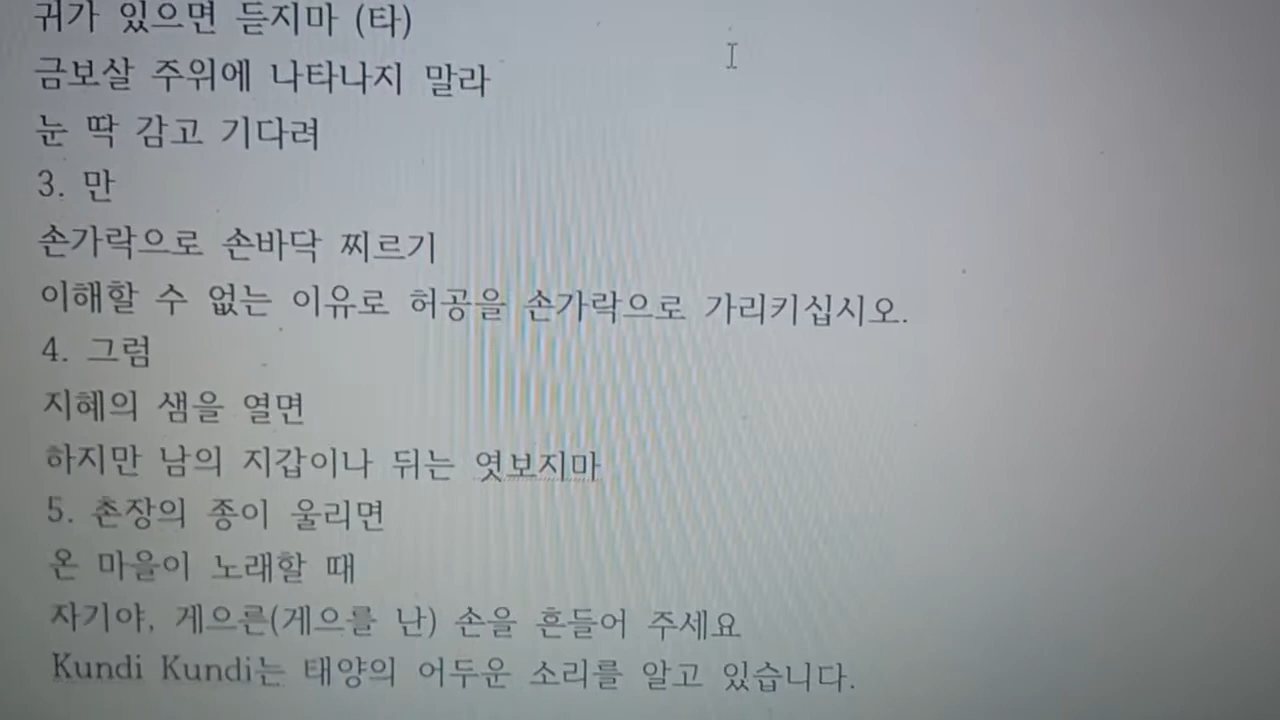 귀가 있으면 듣지마 (타)
금보살 주위에 나타나지 말라
눈 딱 감고 기다려
3. 만
손가락으로 손바닥 찌르기
이해할 수 없는 이유로 허공을 손가락으로 가리키십시오.
4. 그럼
지혜의 샘을 열면
하지만 남의 지갑이나 뒤는 엿보지마
5. 촌장의 종이 울리면
온 마을이 노래할 때
자기야, 게으른(게으를 난) 손을 흔들어 주세요
Kundi Kundi는 태양의 어두운 소리를 알고 있습니다.